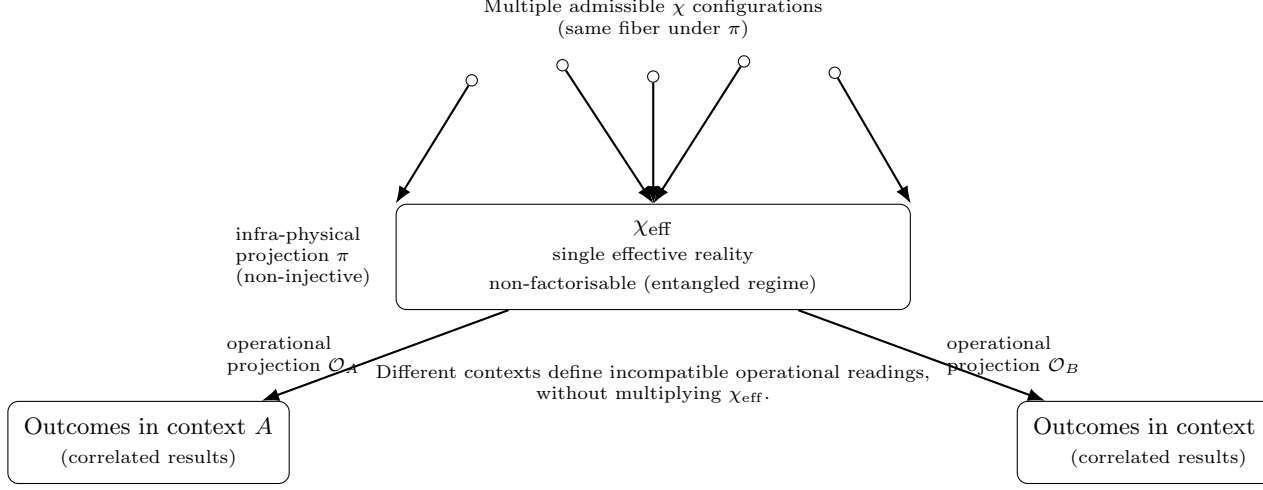 Multiple admissible χ configurations
(same fiber under π)
χeff
single effective reality
non-factorisable (entangled regime)
infra-physical
projection π
(non-injective)
operational
projection 𝒪A
operational
projection 𝒪B
Different contexts define incompatible operational readings,
without multiplying χeff.
Outcomes in context A
(correlated results)
Outcomes in context
(correlated results)